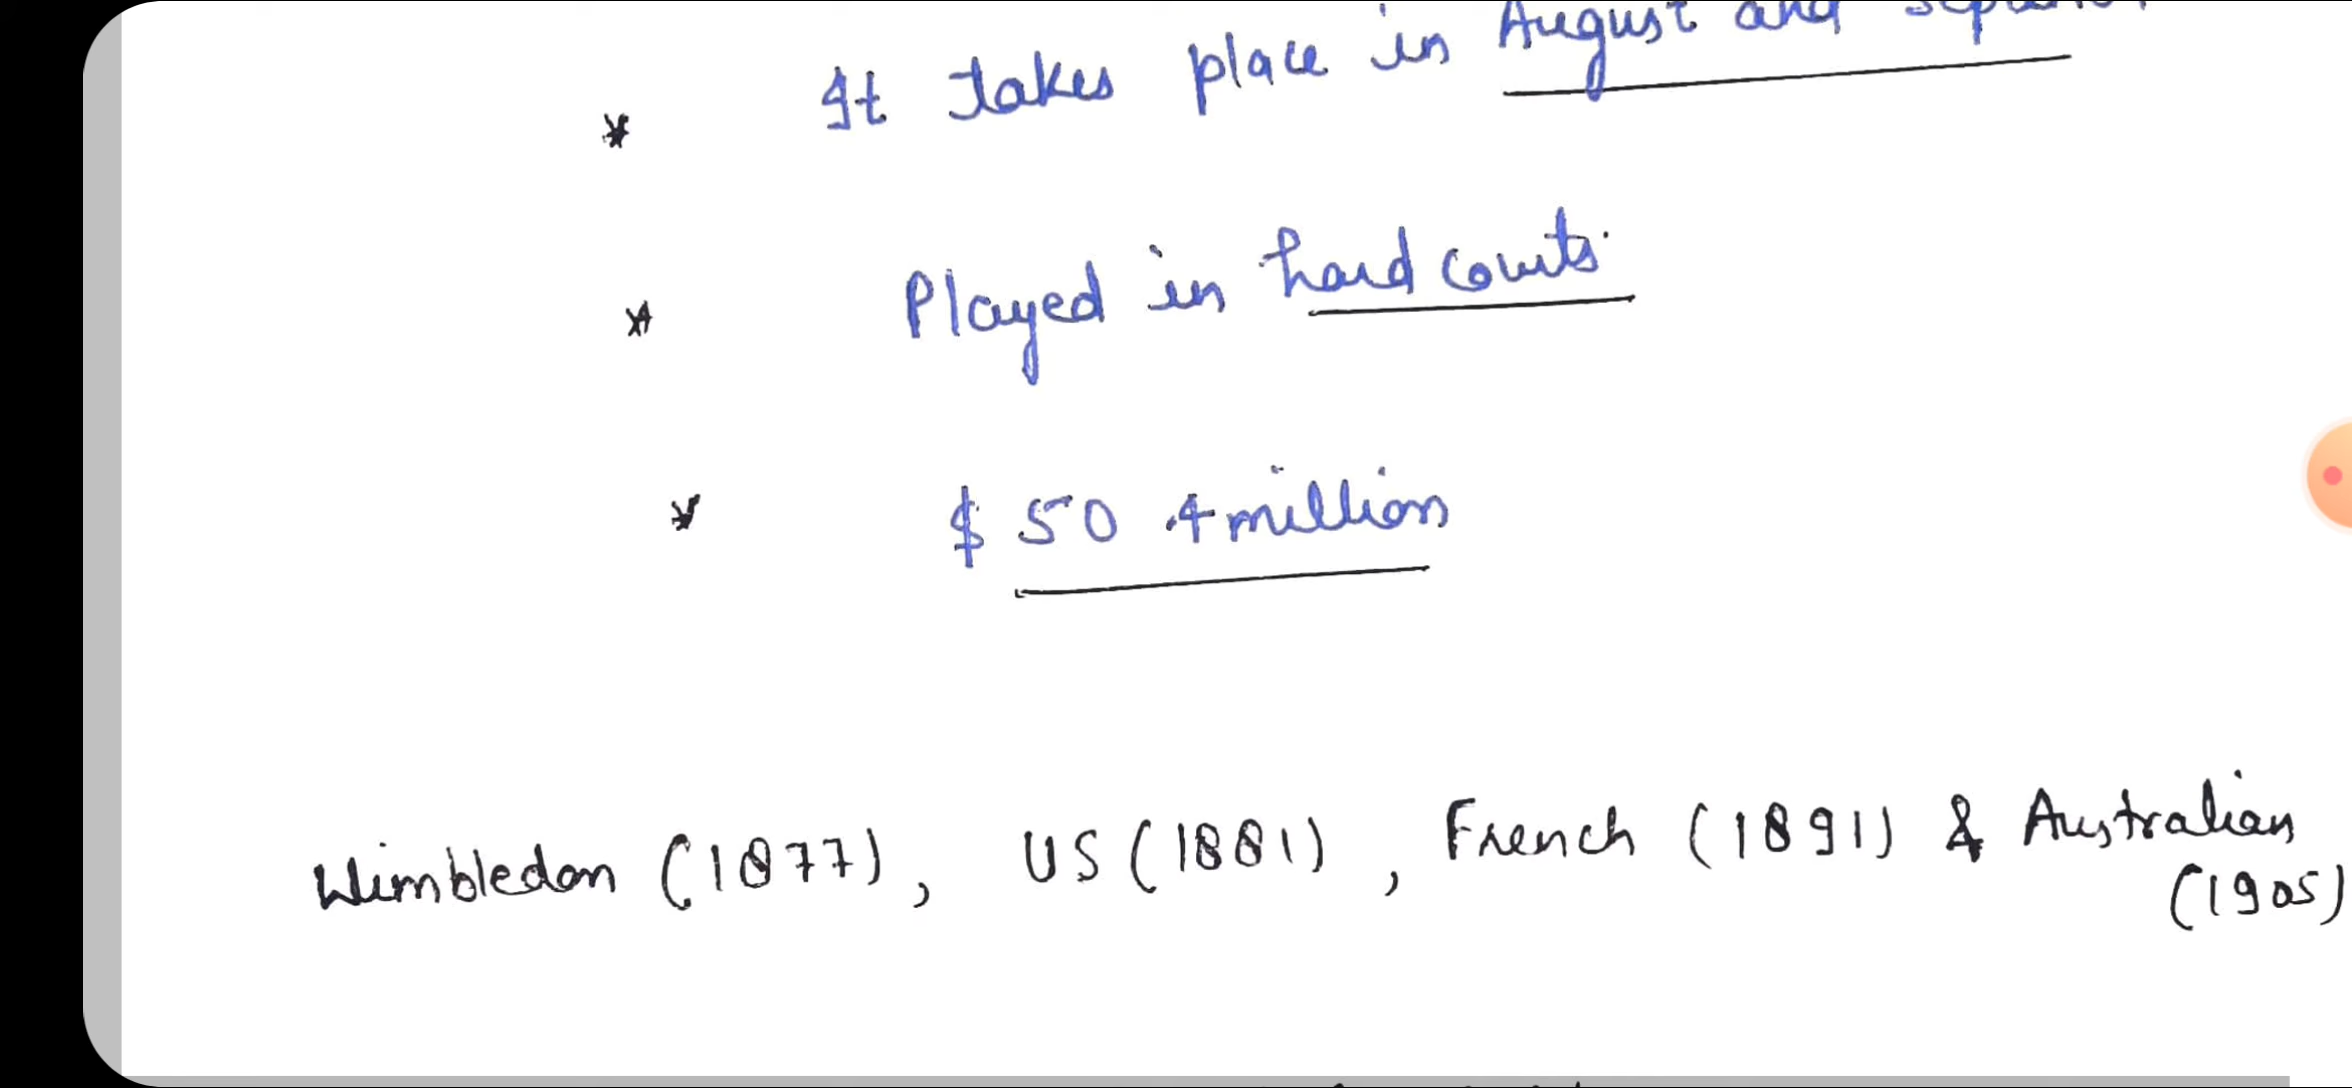 * It takes place in August and
* Played in hard courts.
* $ 50.4 million
Wimbledon (1877), US (1881), French (1891) & Australian
(1905)